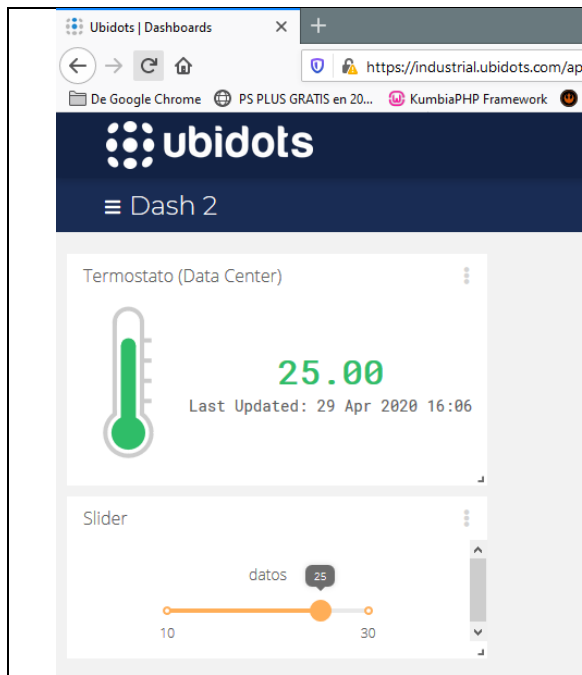 Ubidots | Dashboards
https://industrial.ubidots.com/ap
De Google Chrome PS PLUS GRATIS en 20... KumbiaPHP Framework
ubidots
Dash 2
Termostato (Data Center)
25.00
Last Updated: 29 Apr 2020 16:06
Slider
datos 25
10 30